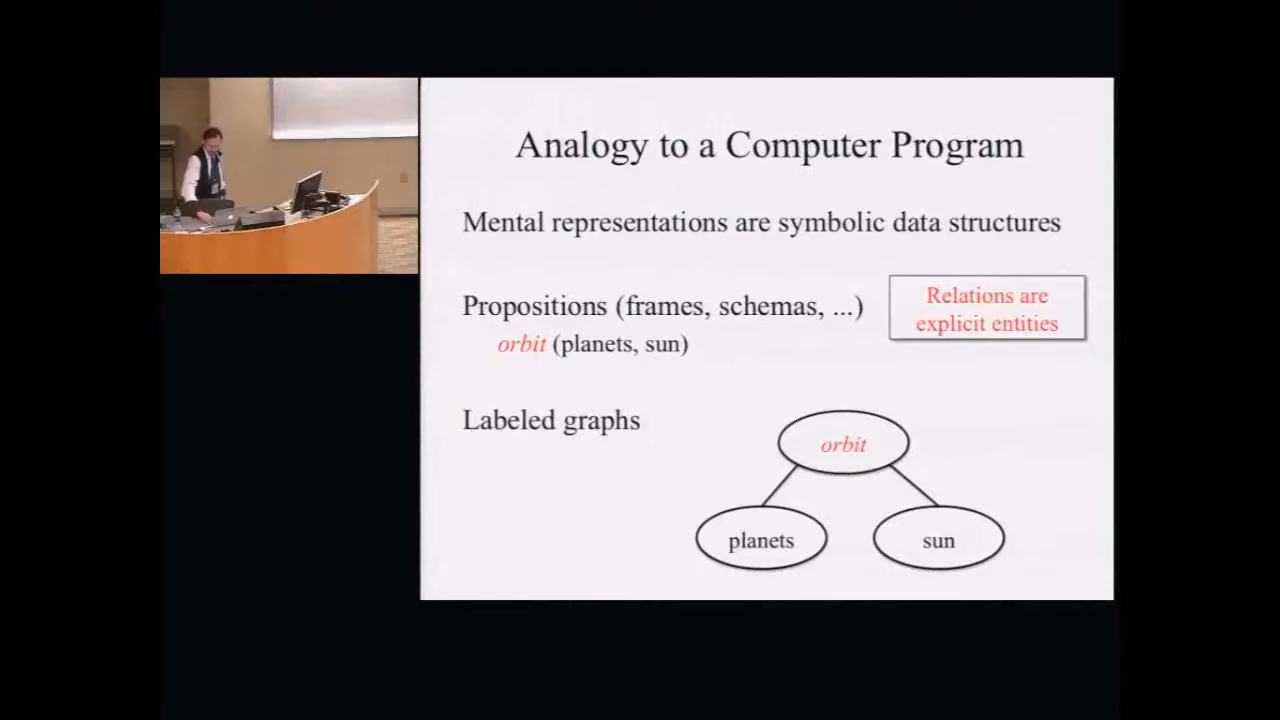 Analogy to a Computer Program
Mental representations are symbolic data structures
Propositions (frames, schemas, ...)
orbit (planets, sun)
Relations are
explicit entities
Labeled graphs
orbit
planets
sun